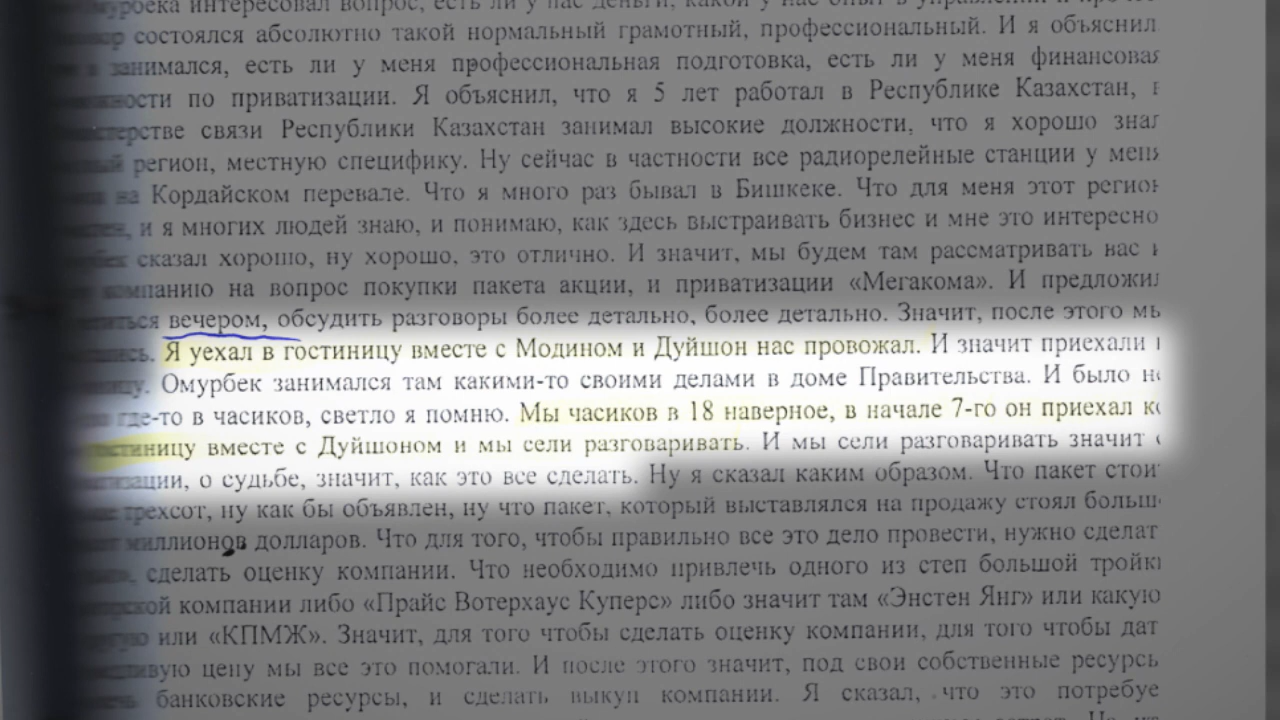 интересовал вопрос, есть ли у нас деньги, какой у нас опыт в управлении и
состоялся абсолютно такой нормальный грамотный, профессиональный. И я объяснил
занимался, есть ли у меня профессиональная подготовка, есть ли у меня финансовая
по приватизации. Я объяснил, что я 5 лет работал в Республике Казахстан,
связи Республики Казахстан занимал высокие должности, что я хорошо знал
регион, местную специфику. Ну сейчас в частности все радиорелейные станции у меня
на Кордайском перевале. Что я много раз бывал в Бишкеке. Что для меня этот регион
и я многих людей знаю, и понимаю, как здесь выстраивать бизнес и мне это интересно
сказал хорошо, ну хорошо, это отлично. И значит, мы будем там рассматривать вас
компанию на вопрос покупки пакета акции, и приватизации «Мегакома». И предложил
вечером, обсудить разговоры более детально, более детально. Значит, после этого мы
Я уехал в гостиницу вместе с Модином и Дуйшон нас провожал. И значит приехали
Омурбек занимался там какими-то своими делами в доме Правительства. И было
где-то в часиков, светло я помню. Мы часиков в 18 наверное, в начале 7-го он приехал
гостиницу вместе с Дуйшоном и мы сели разговаривать. И мы сели разговаривать значит
о судьбе, значит, как это все сделать. Ну я сказал каким образом. Что пакет стоит
трехсот, ну как бы объявлен, ну что пакет, который выставлялся на продажу стоял
миллионов долларов. Что для того, чтобы правильно все это дело провести, нужно
сделать оценку компании. Что необходимо привлечь одного из степ большой тройки
компании либо «Прайс Вотерхаус Куперс» либо значит там «Энстен Янг» или какую
или «КПМЖ». Значит, для того чтобы сделать оценку компании, для того чтобы
цену мы все это помогали. И после этого значит, под свои собственные ресурсы
банковские ресурсы, и сделать выкуп компании. Я сказал, что это